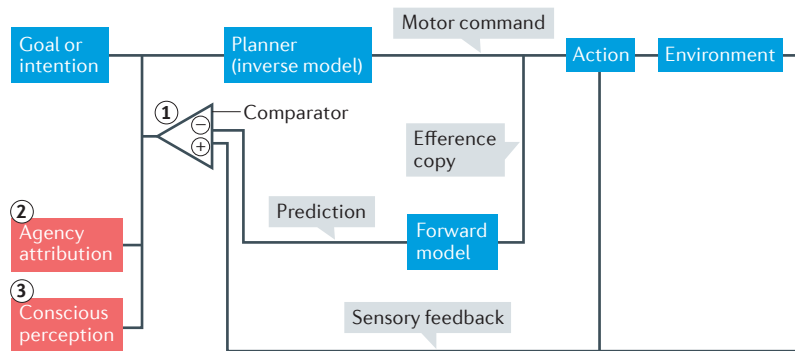 Motor command
Goal or
intention
Planner
(inverse model)
Action
Environment
1
Comparator
−
+
Efference
copy
2
Agency
attribution
Prediction
Forward
model
3
Conscious
perception
Sensory feedback